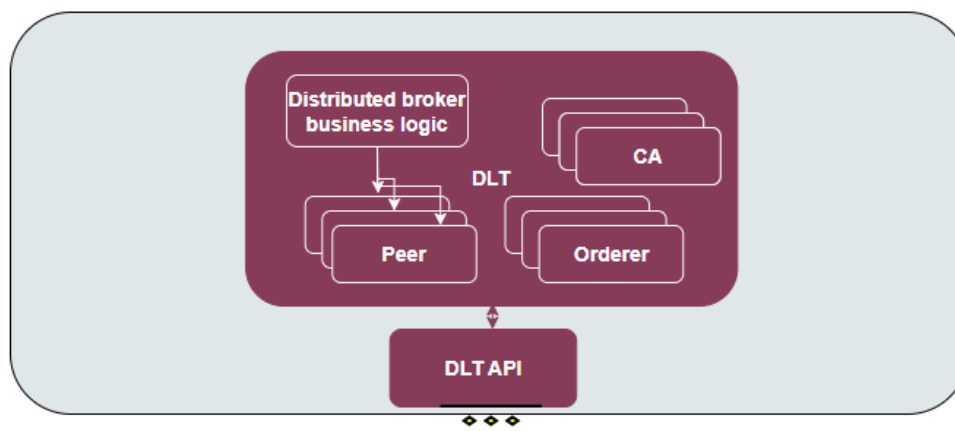 Distributed broker
business logic
CA
DLT
Peer
Orderer
DLT API